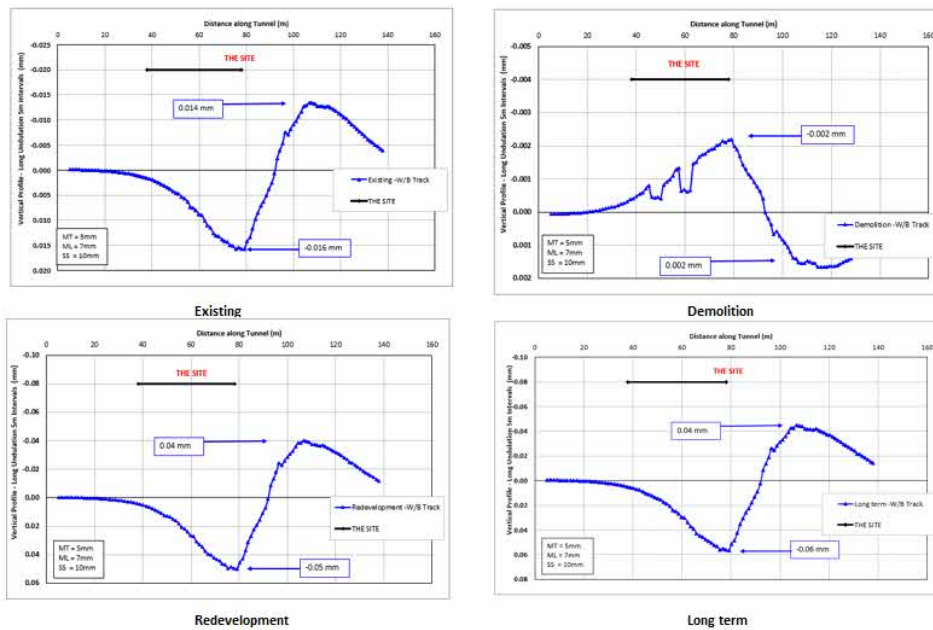 Distance along Tunnel (m)
0 20 40 60 80 100 120 140 160
-0.025
-0.020
-0.015
-0.010
-0.005
0.000
0.005
0.010
0.015
0.020
Vertical Profile - Long Undulation 5m Intervals (mm)
THE SITE
0.014 mm
Existing -W/B Track
THE SITE
MT = 5mm
ML = 7mm
SS = 10mm
-0.016 mm
Existing
Distance along Tunnel (m)
0 20 40 60 80 100 120 140 160
-0.005
-0.004
-0.003
-0.002
-0.001
0.000
0.001
0.002
Vertical Profile - Long Undulation 5m Intervals (mm)
THE SITE
-0.002 mm
Demolition -W/B Track
THE SITE
MT = 5mm
ML = 7mm
SS = 10mm
0.002 mm
Demolition
Distance along Tunnel (m)
0 20 40 60 80 100 120 140 160
-0.10
-0.08
-0.06
-0.04
-0.02
0.00
0.02
0.04
0.06
Vertical Profile - Long Undulation 5m Intervals (mm)
THE SITE
0.04 mm
Redevelopment -W/B Track
THE SITE
MT = 5mm
ML = 7mm
SS = 10mm
-0.05 mm
Redevelopment
Distance along Tunnel (m)
0 20 40 60 80 100 120 140 160
-0.10
-0.08
-0.06
-0.04
-0.02
0.00
0.02
0.04
0.06
0.08
Vertical Profile - Long Undulation 5m Intervals (mm)
THE SITE
0.04 mm
Long term -W/B Track
THE SITE
MT = 5mm
ML = 7mm
SS = 10mm
-0.06 mm
Long term